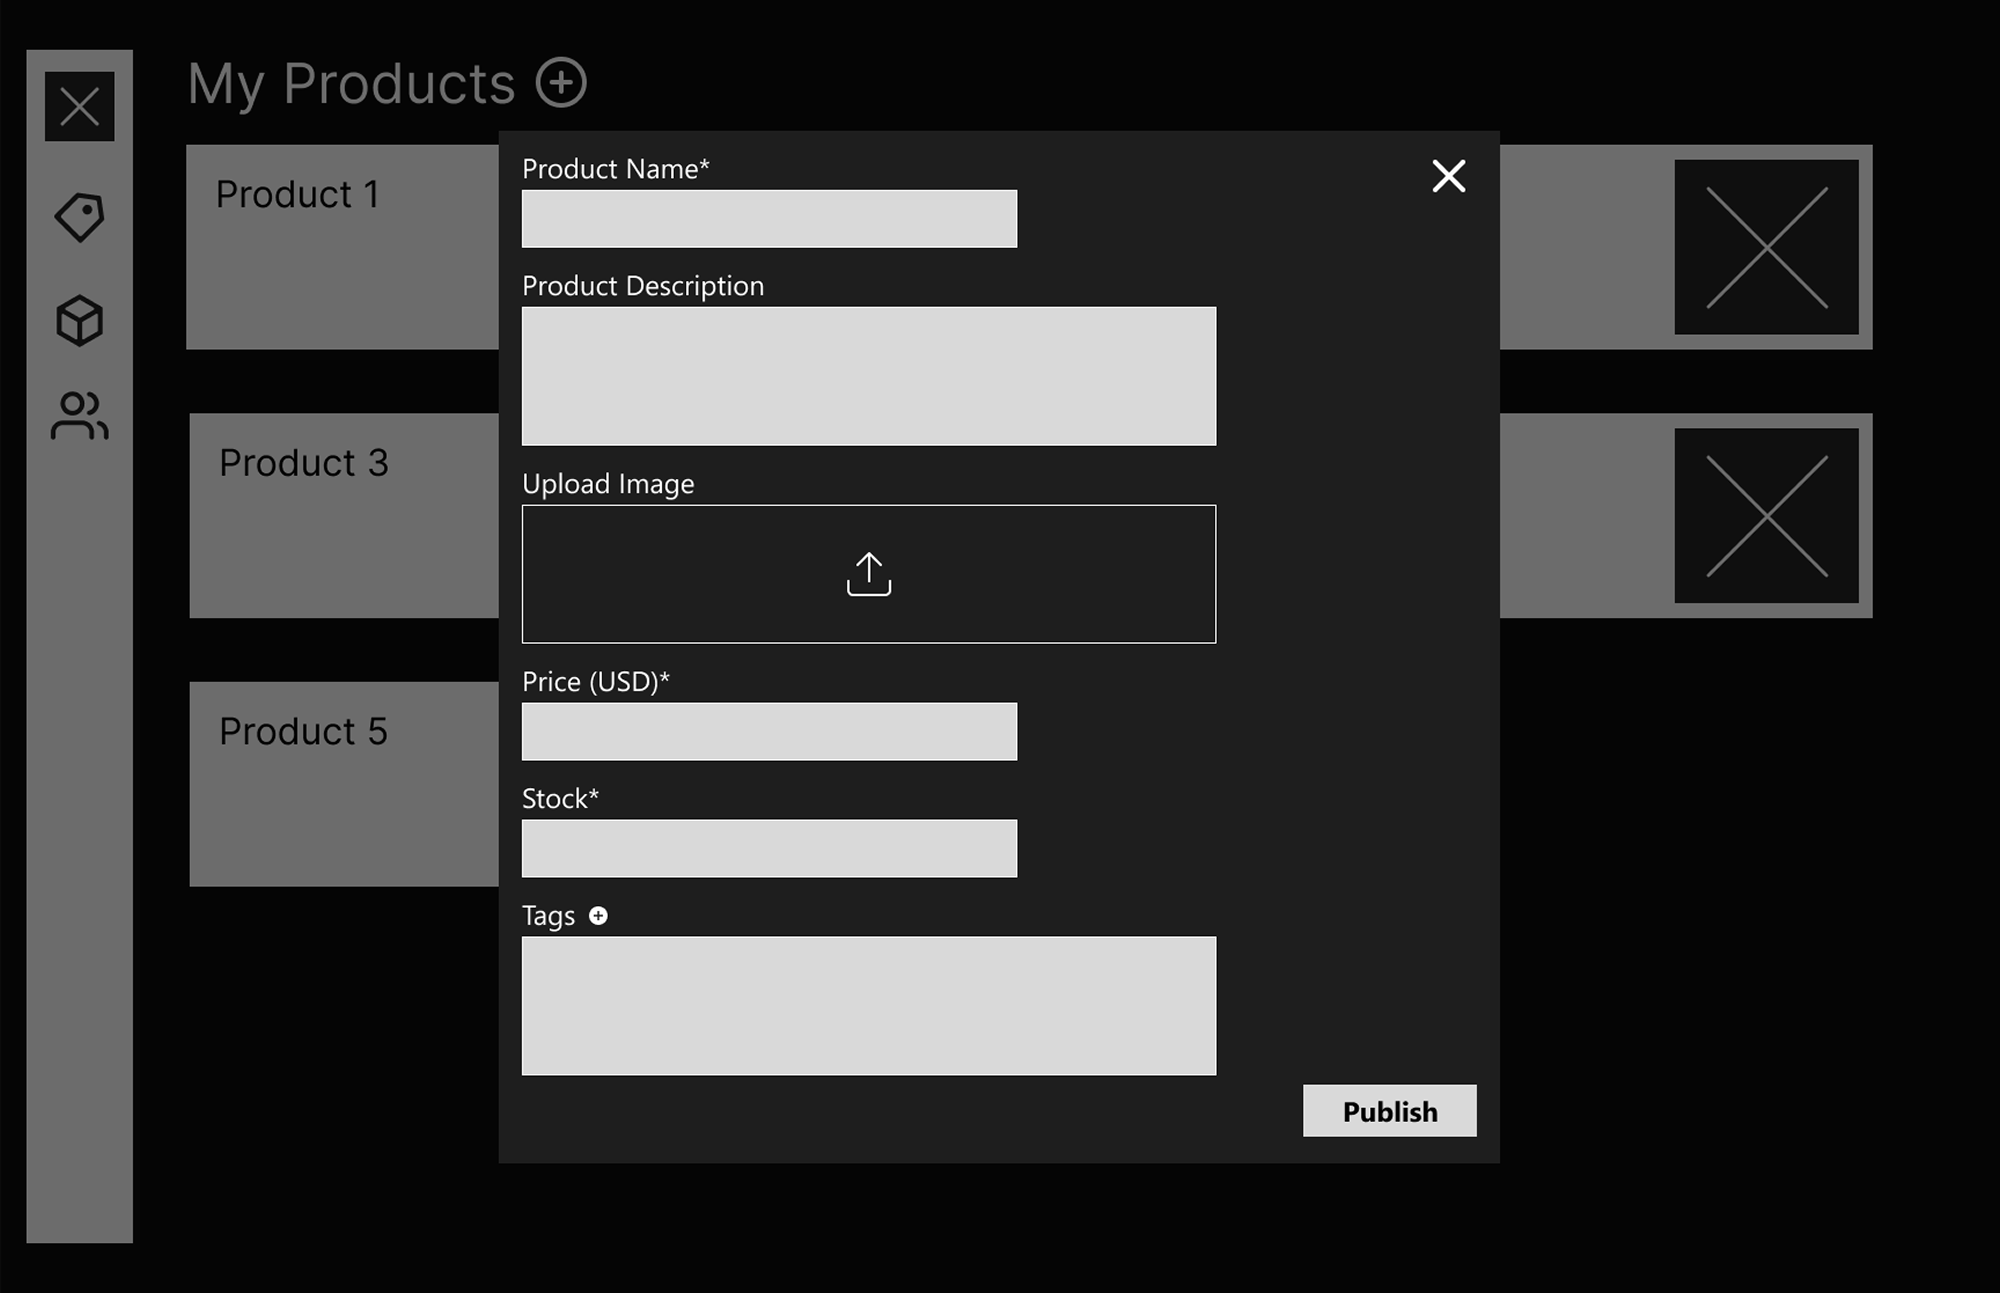 My Products
Product 1
Product 3
Product 5
Product Name*
Product Description
Upload Image
Price (USD)*
Stock*
Tags
Publish